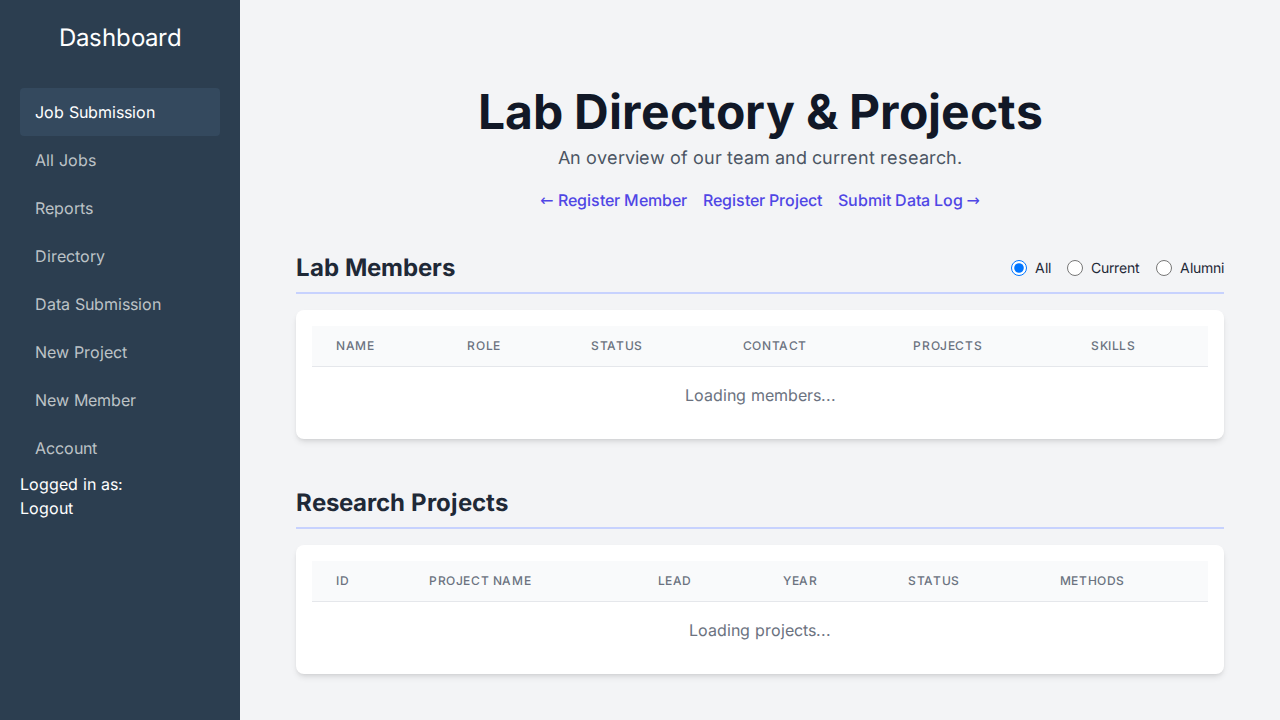 Dashboard
Job Submission
All Jobs
Reports
Directory
Data Submission
New Project
New Member
Account
Logged in as:
Logout
Lab Directory & Projects
An overview of our team and current research.
← Register Member Register Project Submit Data Log →
Lab Members
All Current Alumni
NAME ROLE STATUS CONTACT PROJECTS SKILLS
Loading members...
Research Projects
ID PROJECT NAME LEAD YEAR STATUS METHODS
Loading projects...